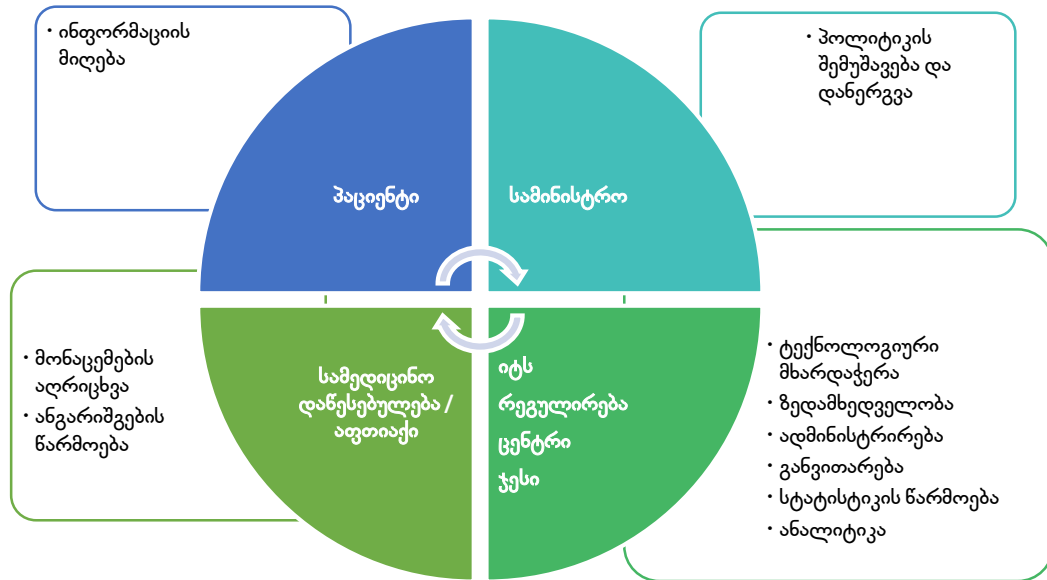 • ინფორმაციის
მიღება
• პოლიტიკის
შემუშავება და
დანერგვა
პაციენტი
სამინისტრო
• მონაცემების
აღრიცხვა
• ანგარიშგების
წარმოება
სამედიცინო
დაწესებულება /
აფთიაქი
იტს
რეგულირება
ცენტრი
ჯესი
• ტექნოლოგიური
მხარდაჭერა
• ზედამხედველობა
• ადმინისტრირება
• განვითარება
• სტატისტიკის წარმოება
• ანალიტიკა